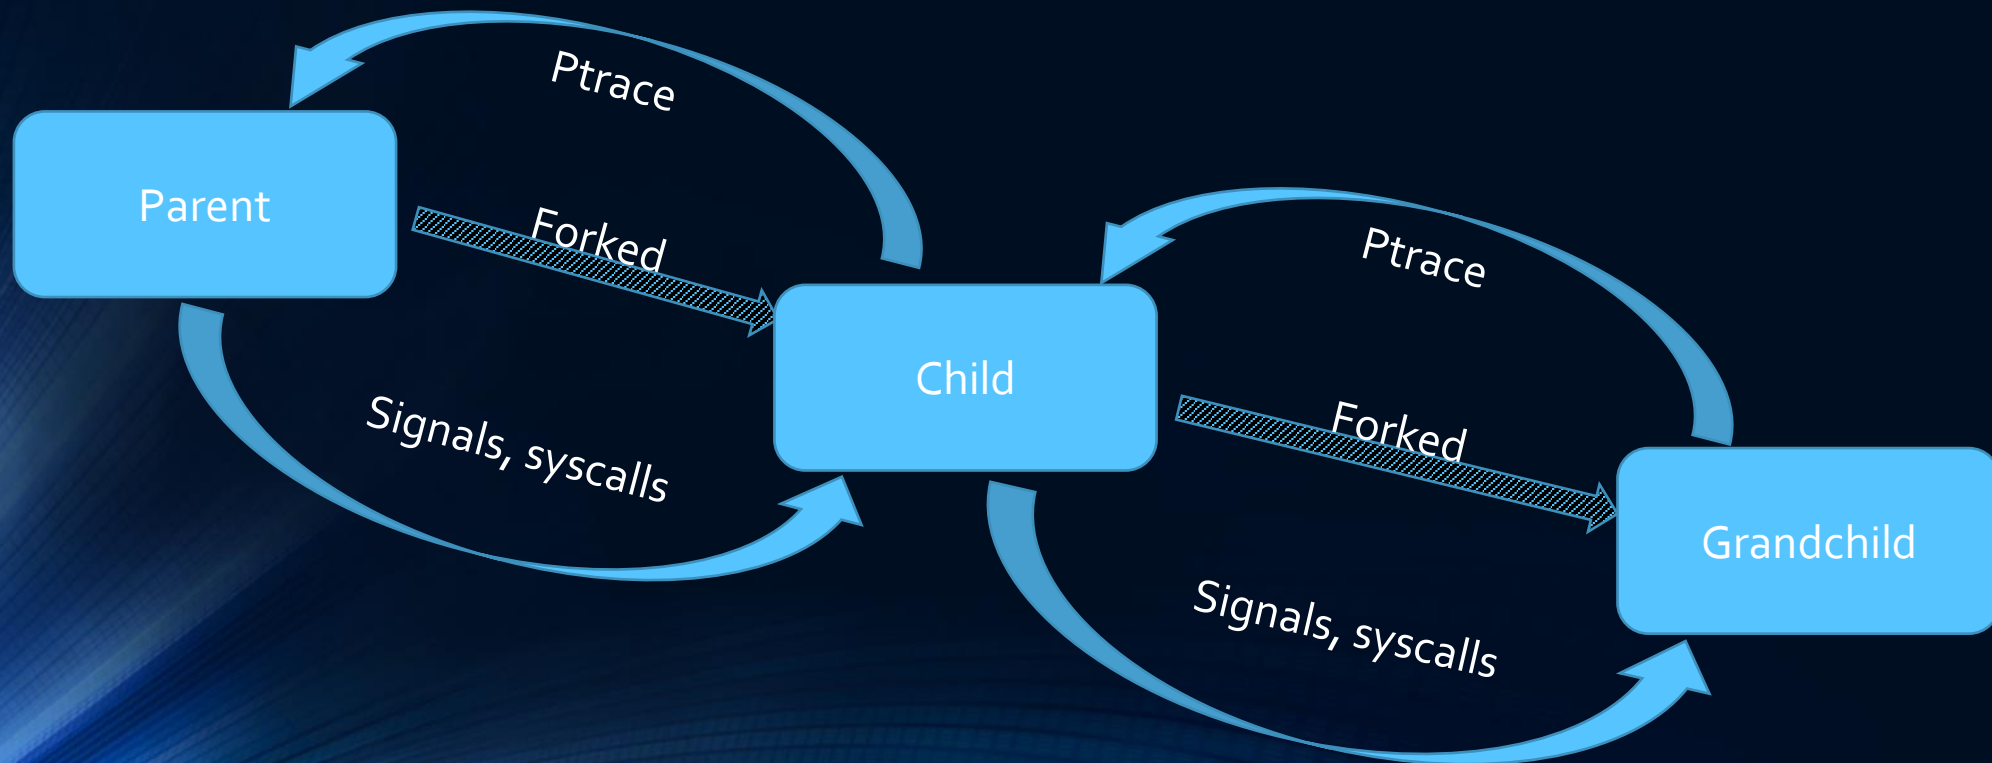 Ptrace
Parent
Forked
Ptrace
Child
Signals, syscalls
Forked
Grandchild
Signals, syscalls